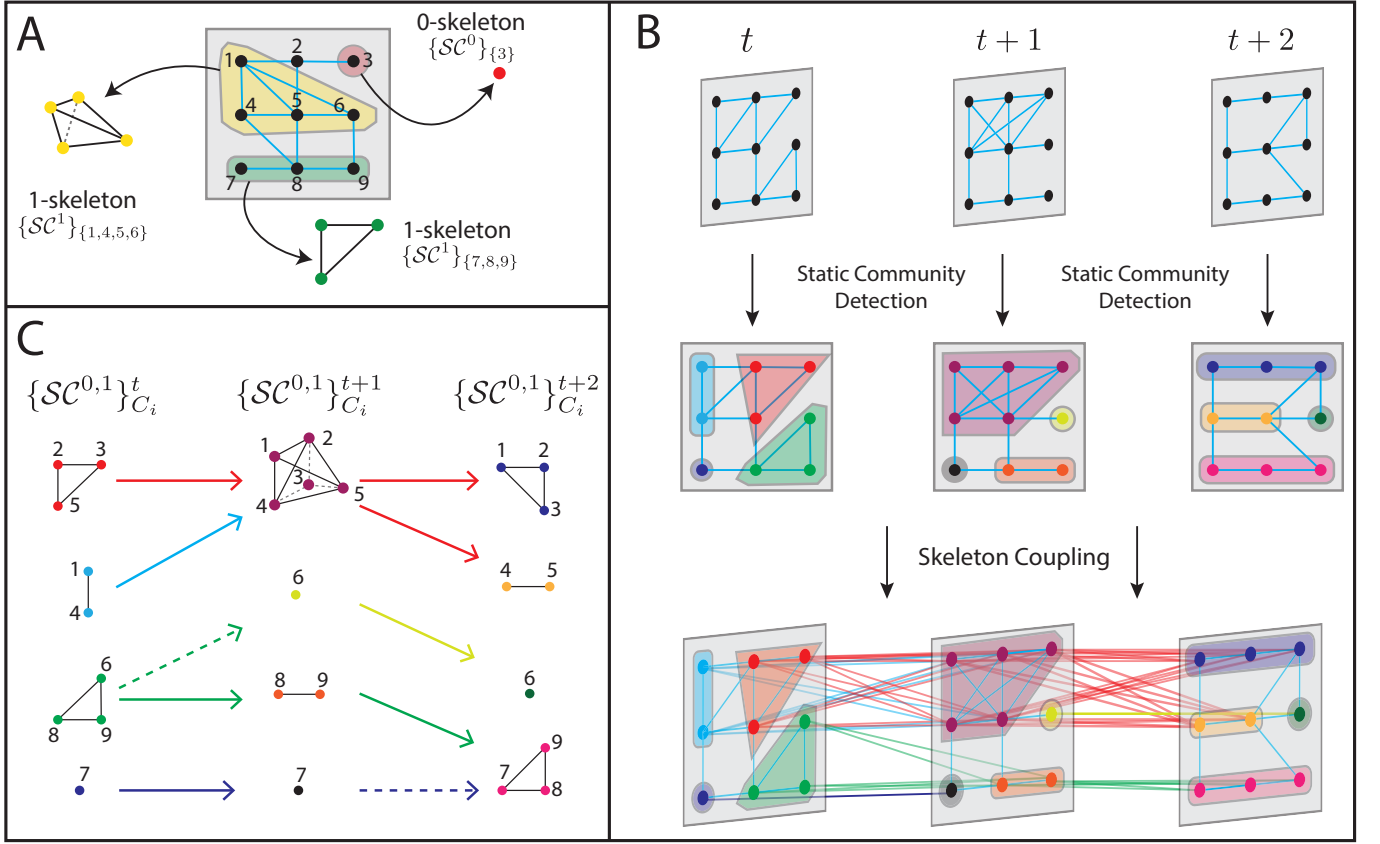 A
0-skeleton
{SC⁰}_{3}
1 2 3
4 5 6
7 8 9
1-skeleton
{SC¹}_{1,4,5,6}
1-skeleton
{SC¹}_{7,8,9}
B
t t + 1 t + 2
Static Community
Detection
Static Community
Detection
Skeleton Coupling
C
{SC^{0,1}}^{t}_{C_i} {SC^{0,1}}^{t+1}_{C_i} {SC^{0,1}}^{t+2}_{C_i}
2 3
5
1
4
6
8 9
7
1 2
3
4 5
6
8 9
7
1 2
3
4 5
6
9
7
8